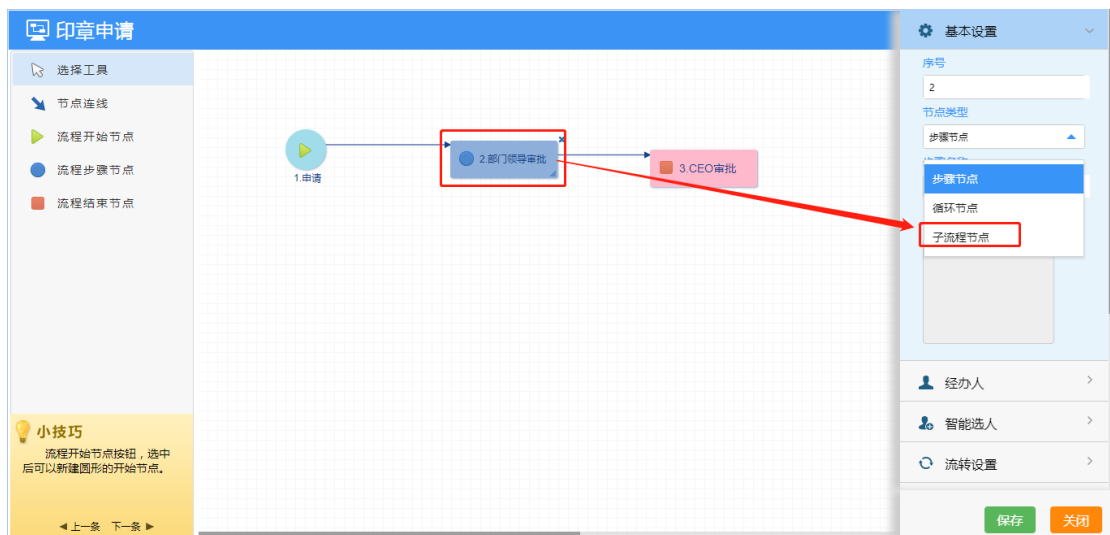 印章申请
选择工具
节点连线
流程开始节点
流程步骤节点
流程结束节点
小技巧
流程开始节点按钮，选中
后可以新建圆形的开始节点。
上一条 下一条
1.申请
2.部门领导审批
3.CEO审批
基本设置
序号
2
节点类型
步骤节点
步骤节点
循环节点
子流程节点
经办人
智能选人
流转设置
保存 关闭